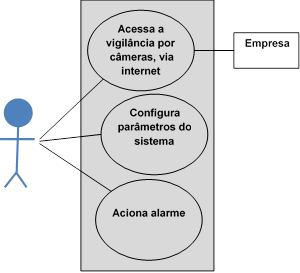 Acessa a
vigilância por
câmeras, via
internet
Empresa
Configura
parâmetros do
sistema
Aciona alarme